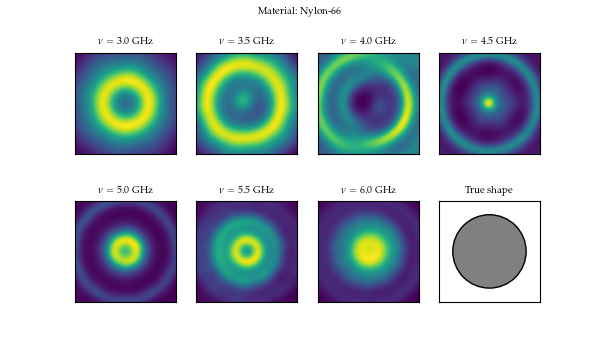 Material: Nylon-66
ν = 3.0 GHz
ν = 3.5 GHz
ν = 4.0 GHz
ν = 4.5 GHz
ν = 5.0 GHz
ν = 5.5 GHz
ν = 6.0 GHz
True shape